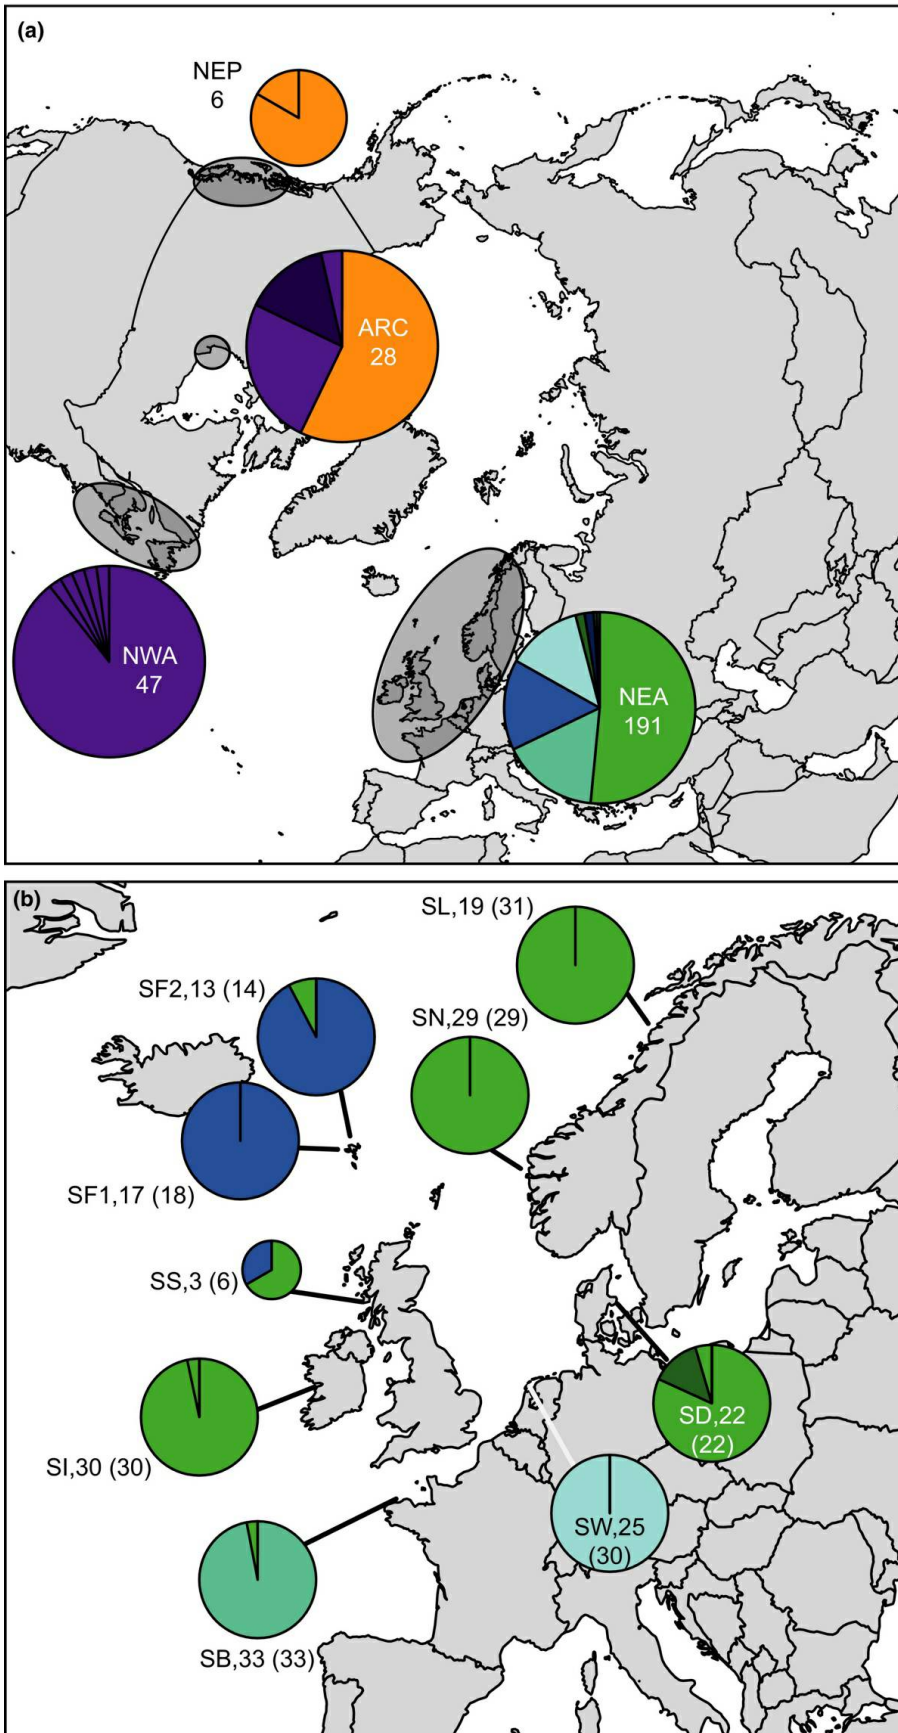 (a)
NEP
6
ARC
28
NWA
47
NEA
191
(b)
SL,19 (31)
SF2,13 (14)
SN,29 (29)
SF1,17 (18)
SS,3 (6)
SD,22
(22)
SI,30 (30)
SW,25
(30)
SB,33 (33)